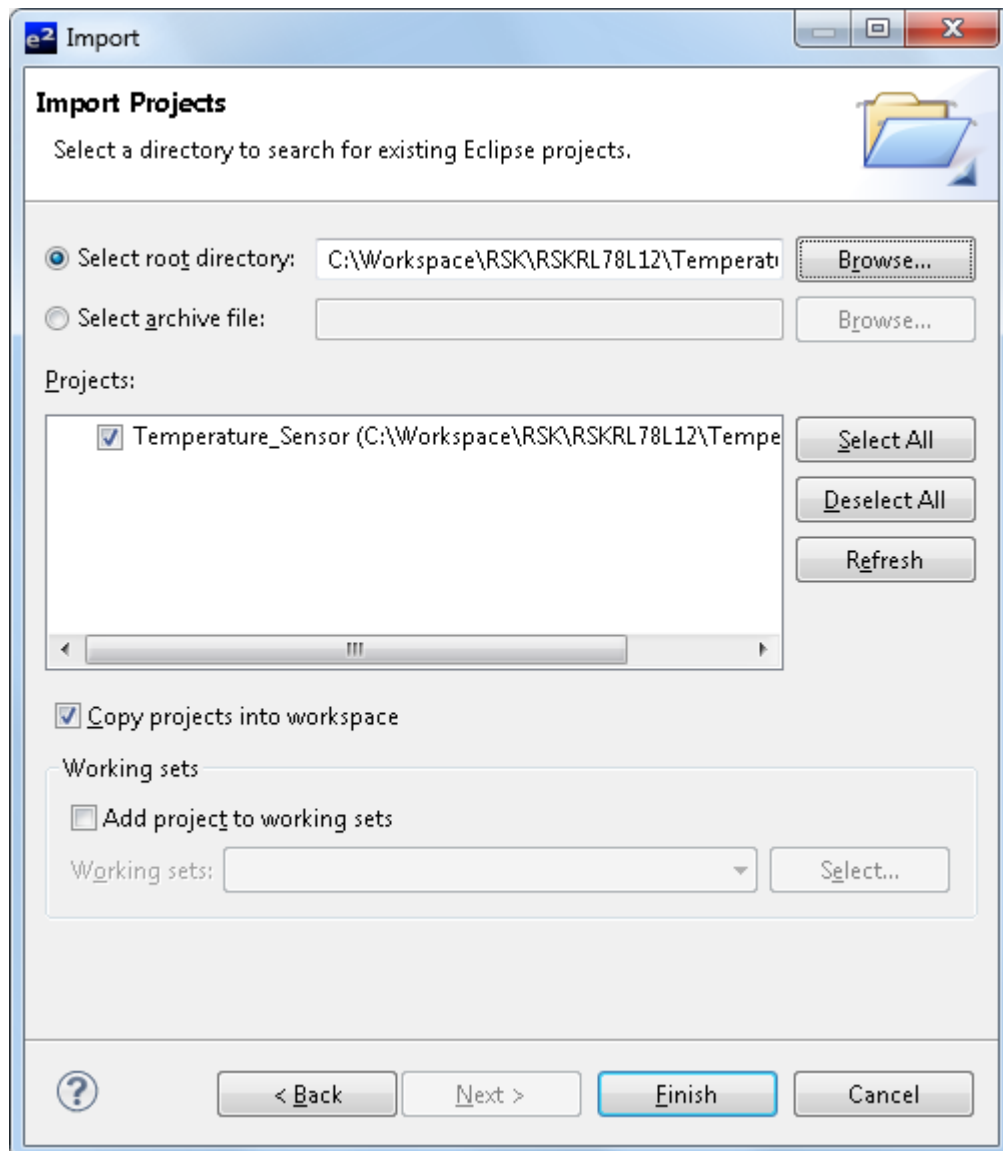 e² Import
Import Projects
Select a directory to search for existing Eclipse projects.
Select root directory: C:\Workspace\RSK\RSKRL78L12\Temperatu Browse...
Select archive file: Browse...
Projects:
Temperature_Sensor (C:\Workspace\RSK\RSKRL78L12\Tempe
Select All
Deselect All
Refresh
Copy projects into workspace
Working sets
Add project to working sets
Working sets: Select...
< Back Next > Finish Cancel